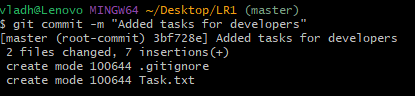 vladh@Lenovo MINGW64 ~/Desktop/LR1 (master)
$ git commit -m "Added tasks for developers"
[master (root-commit) 3bf728e] Added tasks for developers
 2 files changed, 7 insertions(+)
 create mode 100644 .gitignore
 create mode 100644 Task.txt